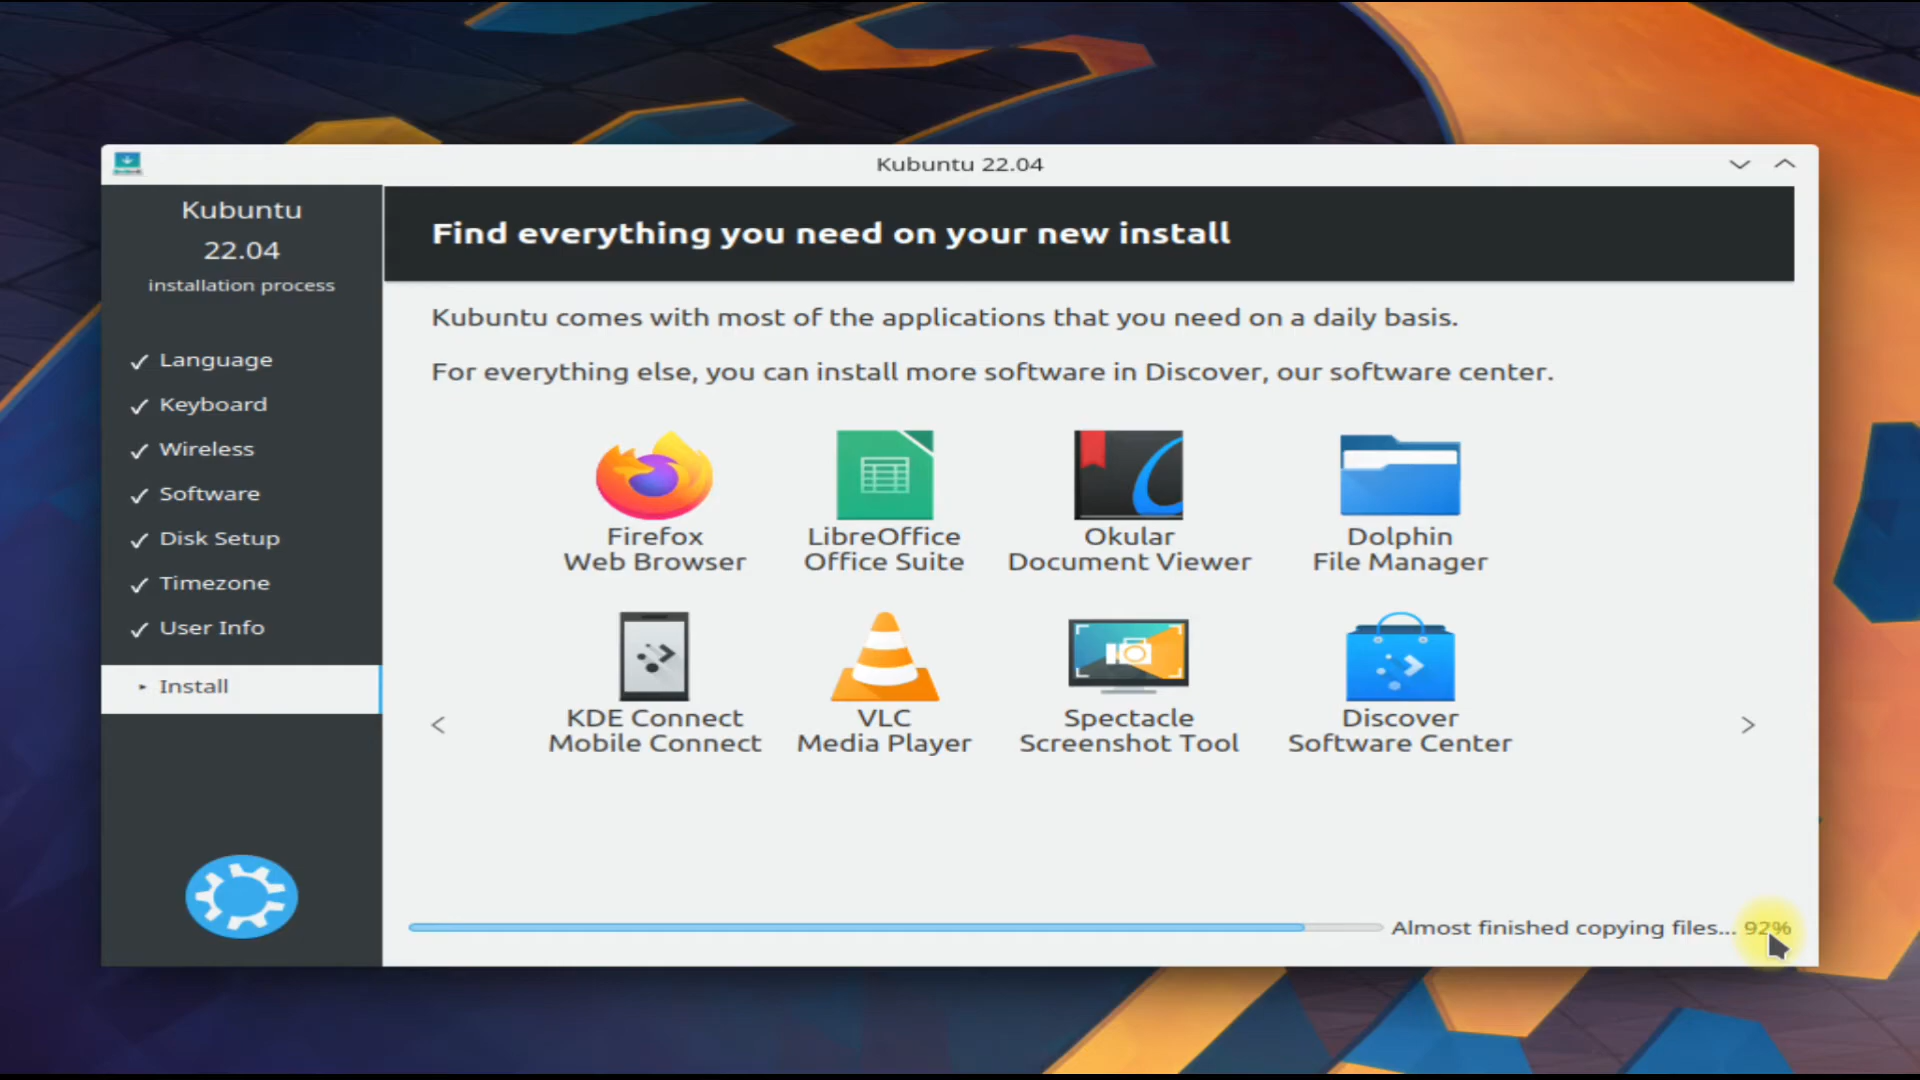 Kubuntu 22.04
Kubuntu
22.04
installation process
Language
Keyboard
Wireless
Software
Disk Setup
Timezone
User Info
Install
Find everything you need on your new install
Kubuntu comes with most of the applications that you need on a daily basis.
For everything else, you can install more software in Discover, our software center.
Firefox
Web Browser
LibreOffice
Office Suite
Okular
Document Viewer
Dolphin
File Manager
KDE Connect
Mobile Connect
VLC
Media Player
Spectacle
Screenshot Tool
Discover
Software Center
Almost finished copying files... 92%